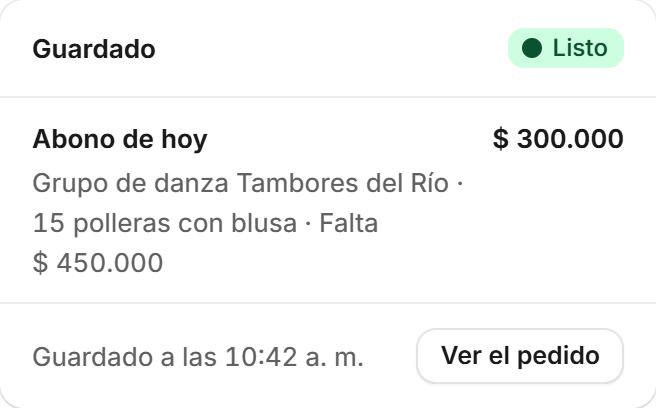 Guardado
Listo
Abono de hoy
$ 300.000
Grupo de danza Tambores del Río ·
15 polleras con blusa · Falta
$ 450.000
Guardado a las 10:42 a. m.
Ver el pedido